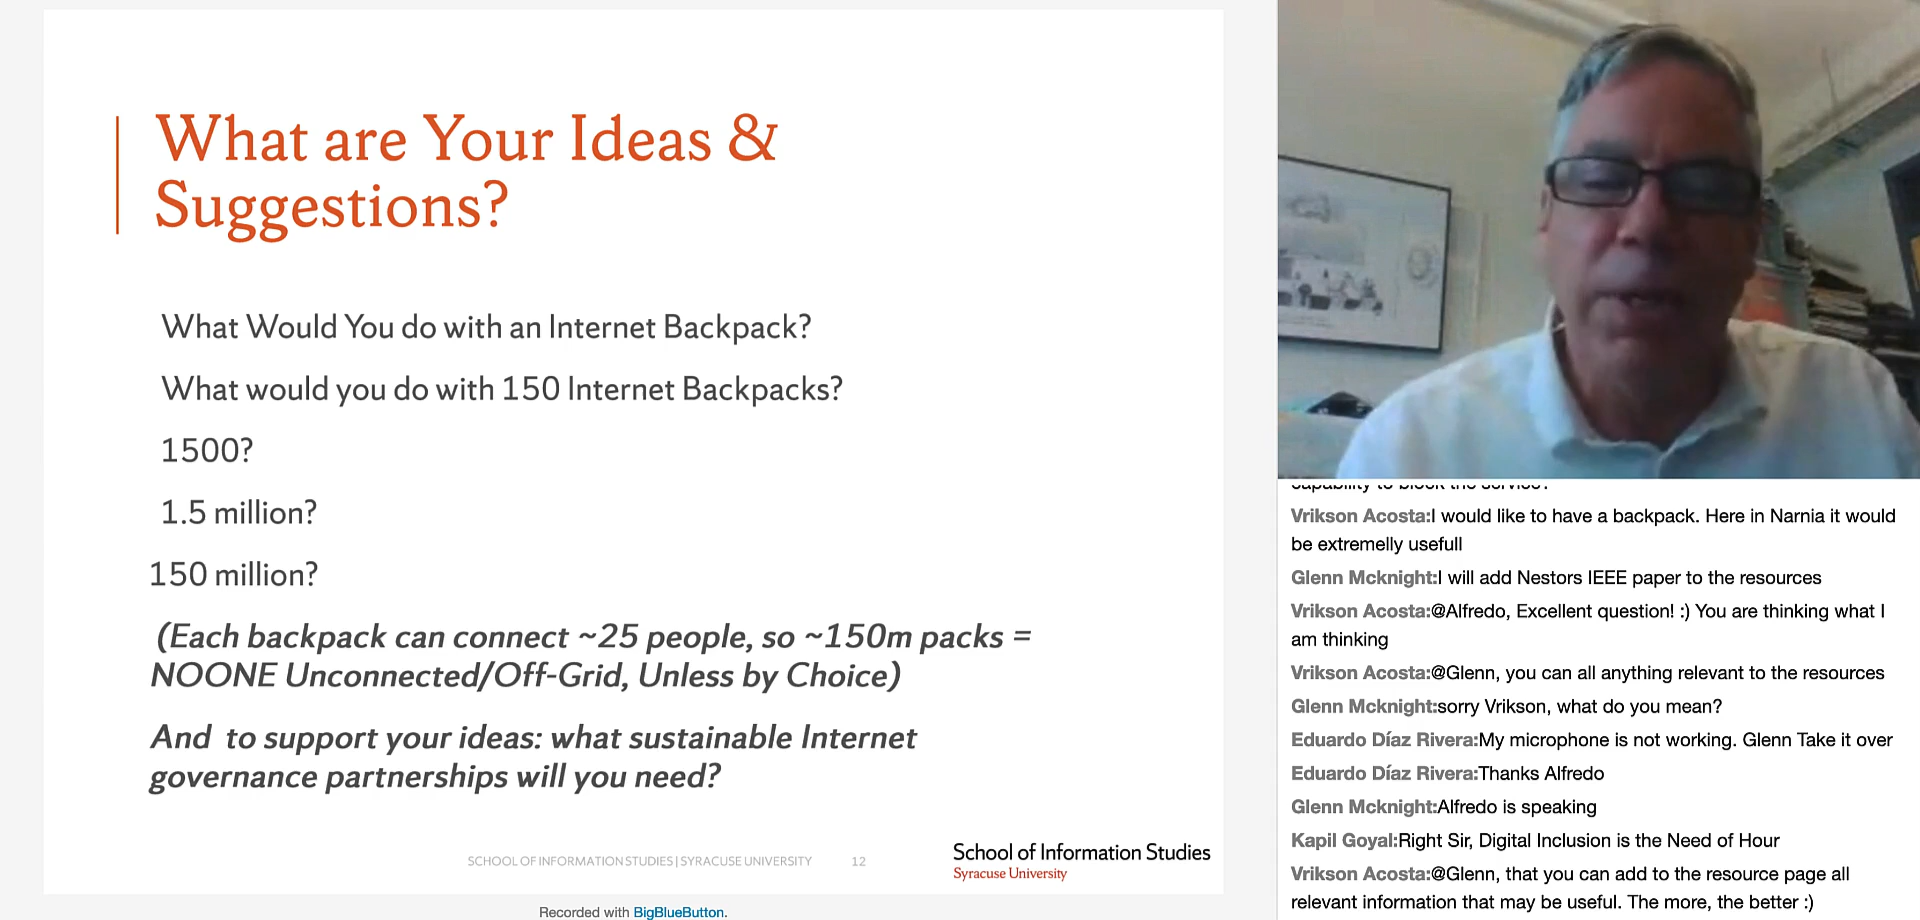 What are Your Ideas &
Suggestions?
What Would You do with an Internet Backpack?
What would you do with 150 Internet Backpacks?
1500?
1.5 million?
150 million?
(Each backpack can connect ~25 people, so ~150m packs =
NOONE Unconnected/Off-Grid, Unless by Choice)
And to support your ideas: what sustainable Internet
governance partnerships will you need?
SCHOOL OF INFORMATION STUDIES | SYRACUSE UNIVERSITY 12
School of Information Studies
Syracuse University
Recorded with BigBlueButton.
capability to block the service?
Vrikson Acosta:I would like to have a backpack. Here in Narnia it would
be extremelly usefull
Glenn Mcknight:I will add Nestors IEEE paper to the resources
Vrikson Acosta:@Alfredo, Excellent question! :) You are thinking what I
am thinking
Vrikson Acosta:@Glenn, you can all anything relevant to the resources
Glenn Mcknight:sorry Vrikson, what do you mean?
Eduardo Díaz Rivera:My microphone is not working. Glenn Take it over
Eduardo Díaz Rivera:Thanks Alfredo
Glenn Mcknight:Alfredo is speaking
Kapil Goyal:Right Sir, Digital Inclusion is the Need of Hour
Vrikson Acosta:@Glenn, that you can add to the resource page all
relevant information that may be useful. The more, the better :)